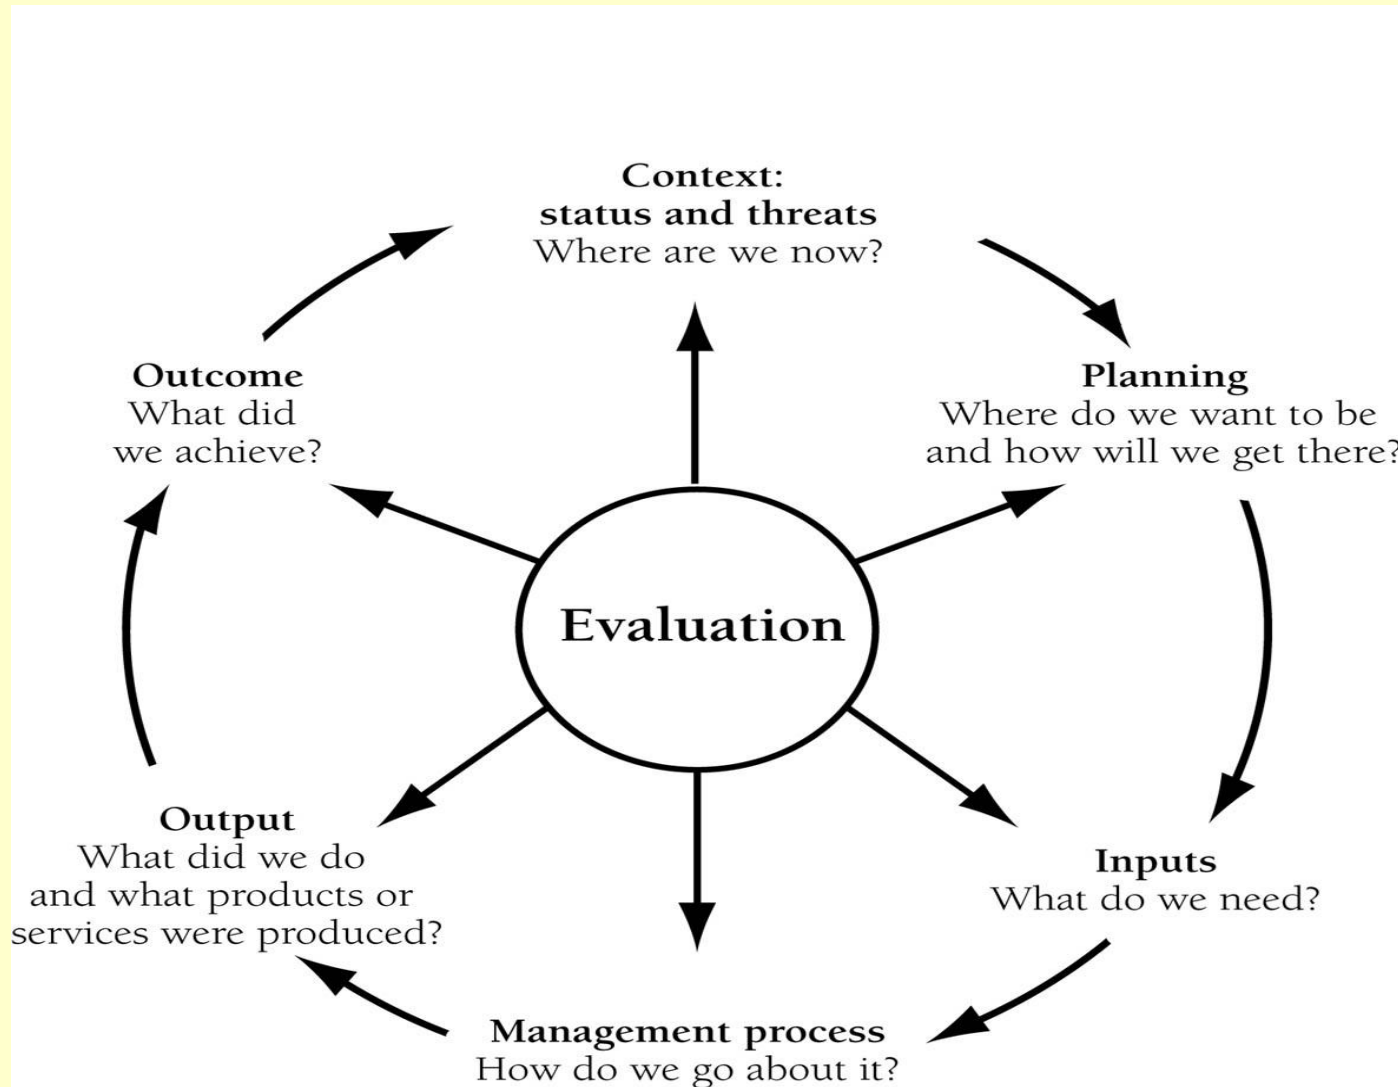 Context:
status and threats
Where are we now?
Planning
Where do we want to be
and how will we get there?
Inputs
What do we need?
Management process
How do we go about it?
Output
What did we do
and what products or
services were produced?
Outcome
What did
we achieve?
Evaluation